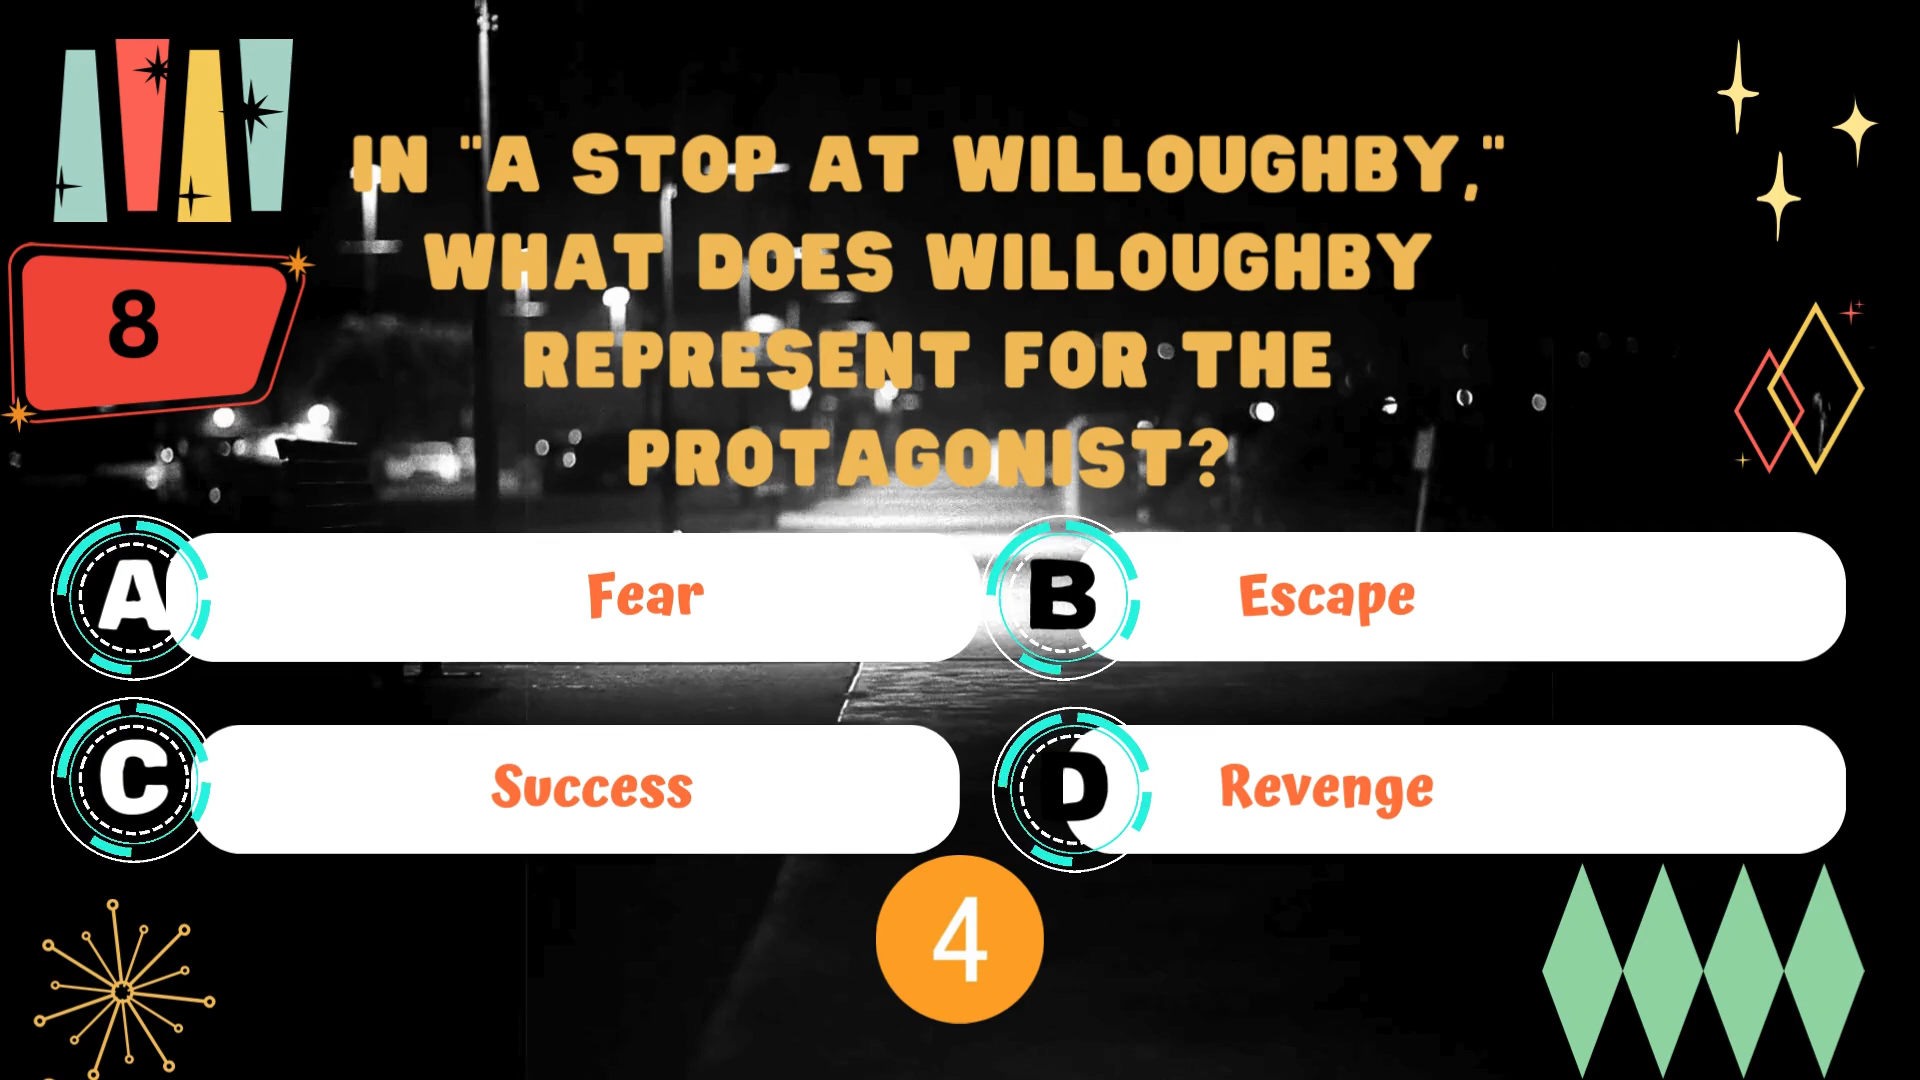 8
IN "A STOP AT WILLOUGHBY,"
WHAT DOES WILLOUGHBY
REPRESENT FOR THE
PROTAGONIST?
A Fear
B Escape
C Success
D Revenge
4